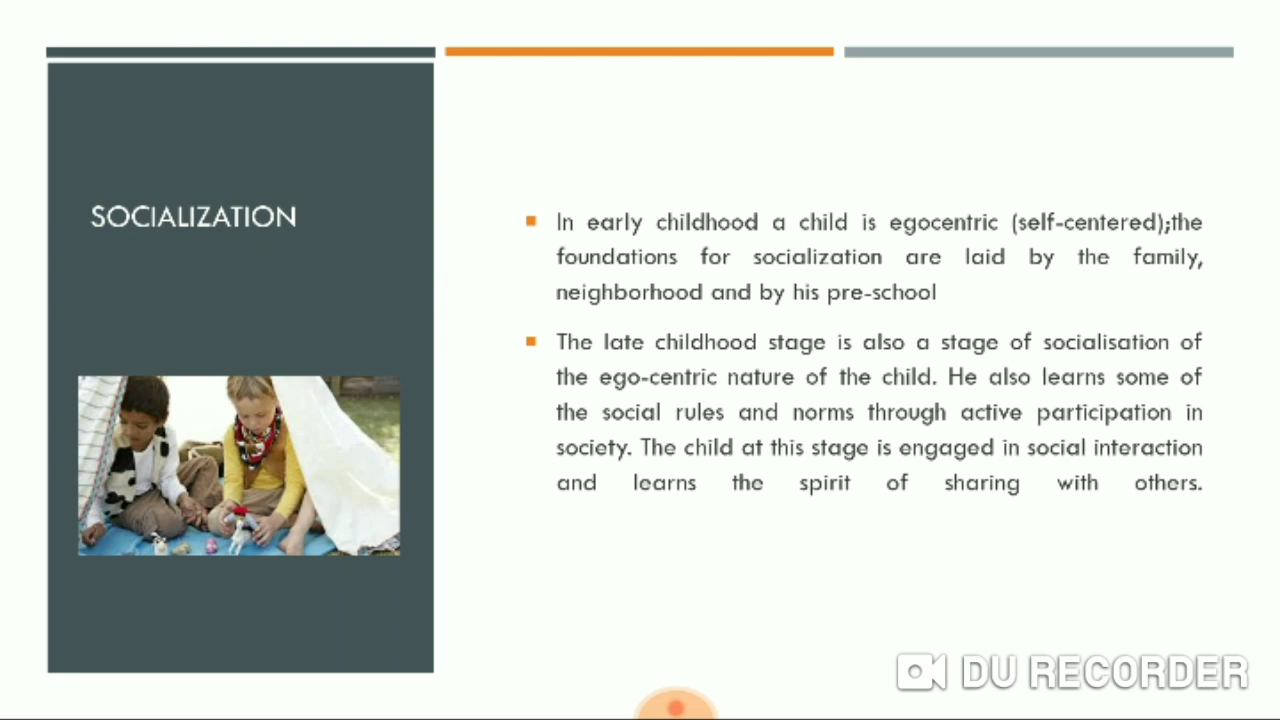 SOCIALIZATION
In early childhood a child is egocentric (self-centered);the
foundations for socialization are laid by the family,
neighborhood and by his pre-school
The late childhood stage is also a stage of socialisation of
the ego-centric nature of the child. He also learns some of
the social rules and norms through active participation in
society. The child at this stage is engaged in social interaction
and learns the spirit of sharing with others.
DU RECORDER